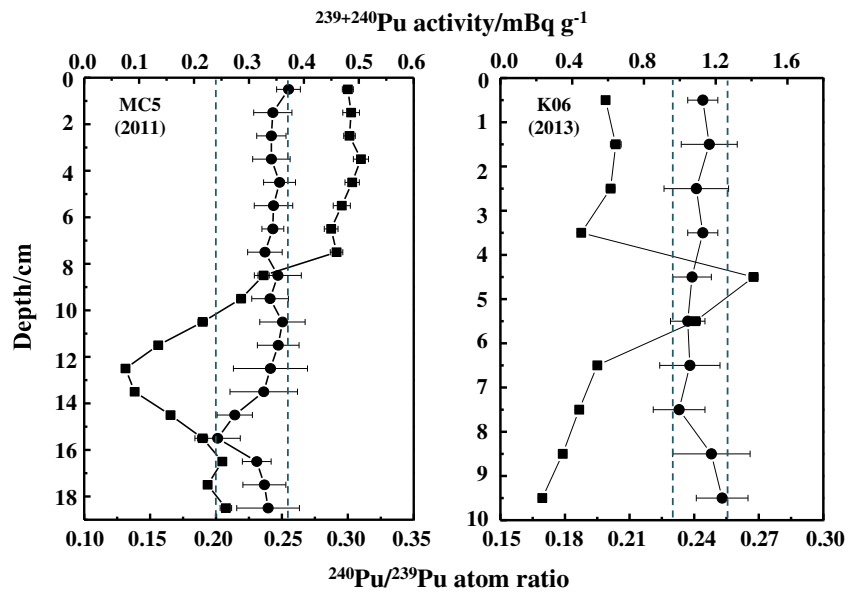 ²³⁹⁺²⁴⁰Pu activity/mBq g⁻¹
0.0 0.1 0.2 0.3 0.4 0.5 0.6
0.0 0.4 0.8 1.2 1.6
MC5
(2011)
K06
(2013)
Depth/cm
0
2
4
6
8
10
12
14
16
18
0
1
2
3
4
5
6
7
8
9
10
0.10 0.15 0.20 0.25 0.30 0.35
0.15 0.18 0.21 0.24 0.27 0.30
²⁴⁰Pu/²³⁹Pu atom ratio